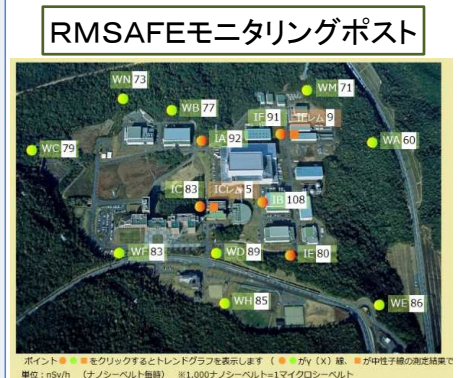 RMSAFEモニタリングポスト
WN 73
WM 71
WB 77
IF 91
IFレム 9
IA 92
WA 60
WC 79
IC 83
ICレム 5
IB 108
WF 83
WD 89
IE 80
WH 85
WE 86
ポイント ● ● ■ をクリックするとトレンドグラフを表示します ( ● ● がγ (X) 線、 ■ が中性子線の測定結果で
単位:nSv/h (ナノシーベルト毎時) ※1,000ナノシーベルト=1マイクロシーベルト